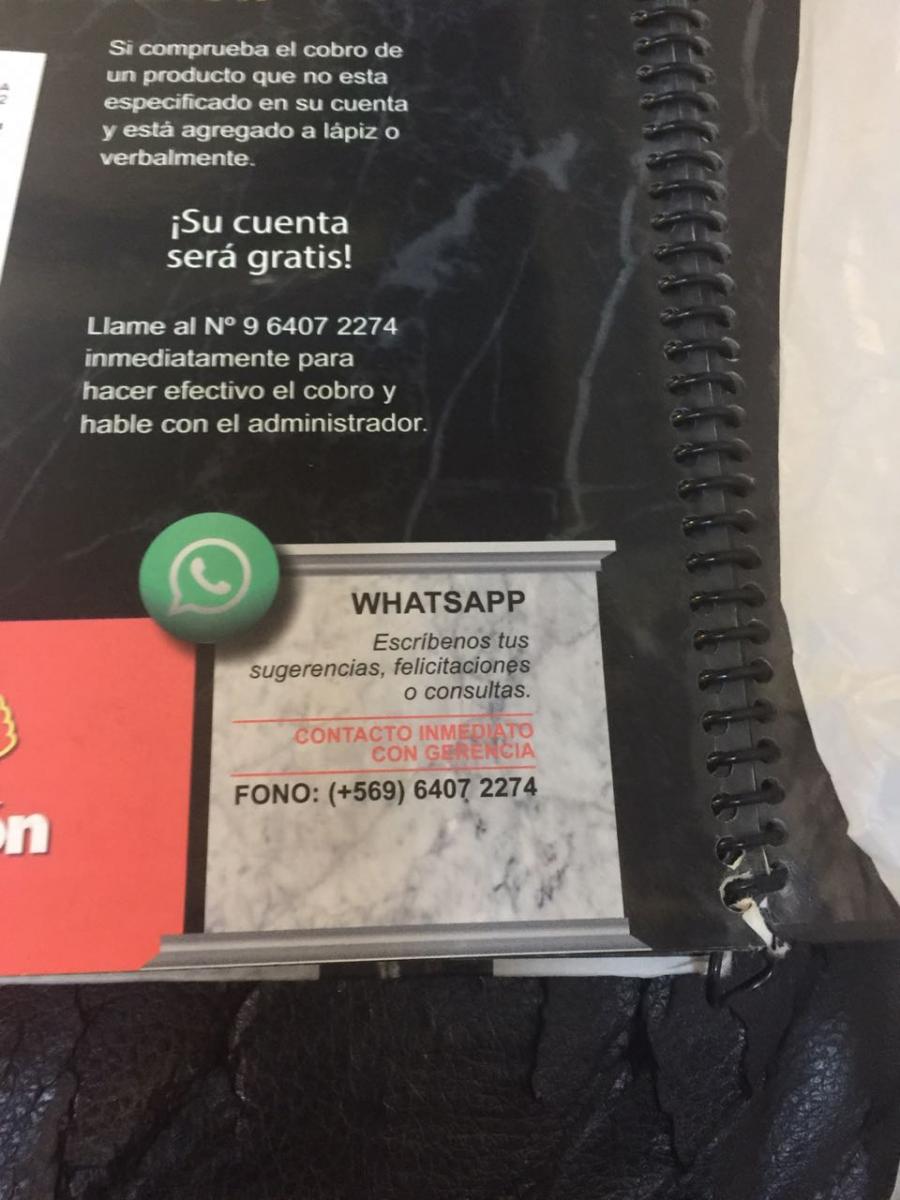 Si comprueba el cobro de
un producto que no esta
especificado en su cuenta
y está agregado a lápiz o
verbalmente.
¡Su cuenta
será gratis!
Llame al Nº 9 6407 2274
inmediatamente para
hacer efectivo el cobro y
hable con el administrador.
WHATSAPP
Escríbenos tus
sugerencias, felicitaciones
o consultas.
CONTACTO INMEDIATO
CON GERENCIA
FONO: (+569) 6407 2274
ón